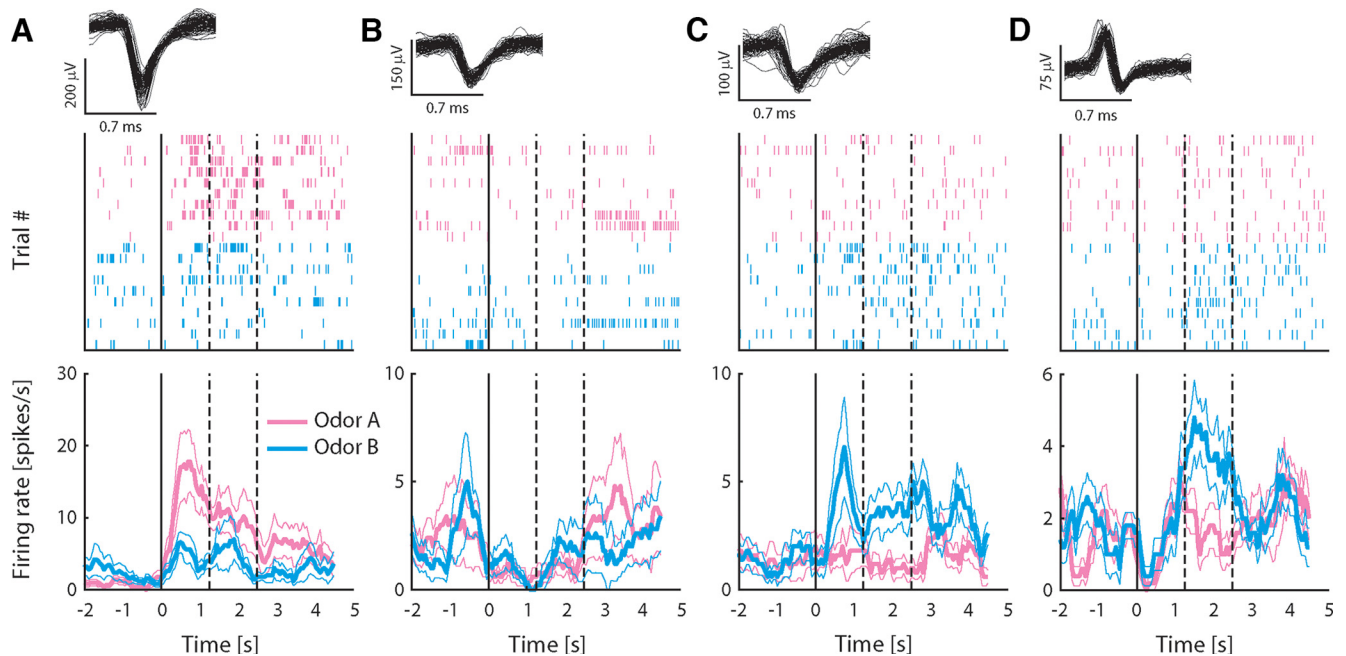 A
B
C
D
200 µV
0.7 ms
150 µV
0.7 ms
100 µV
0.7 ms
75 µV
0.7 ms
Trial #
Firing rate [spikes/s]
30
20
10
0
Odor A
Odor B
10
5
0
10
5
0
6
4
2
0
-2 -1 0 1 2 3 4 5
-2 -1 0 1 2 3 4 5
-2 -1 0 1 2 3 4 5
-2 -1 0 1 2 3 4 5
Time [s]
Time [s]
Time [s]
Time [s]